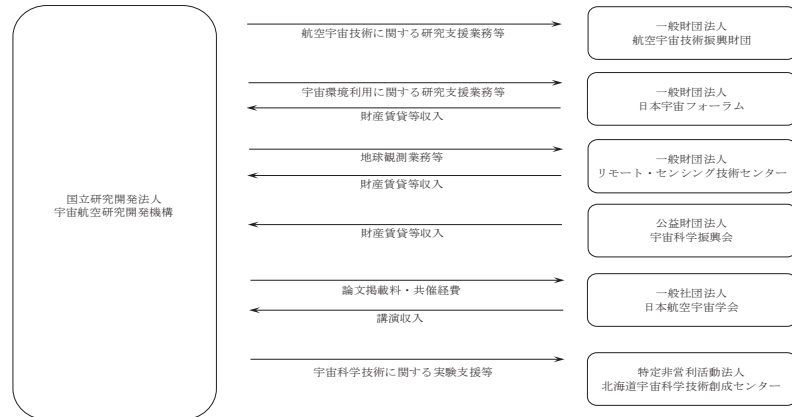 国立研究開発法人
宇宙航空研究開発機構
航空宇宙技術に関する研究支援業務等
一般財団法人
航空宇宙技術振興財団
宇宙環境利用に関する研究支援業務等
財産賃貸等収入
一般財団法人
日本宇宙フォーラム
地球観測業務等
財産賃貸等収入
一般財団法人
リモート・センシング技術センター
財産賃貸等収入
公益財団法人
宇宙科学振興会
論文掲載料・共催経費
講演収入
一般社団法人
日本航空宇宙学会
宇宙科学技術に関する実験支援等
特定非営利活動法人
北海道宇宙科学技術創成センター